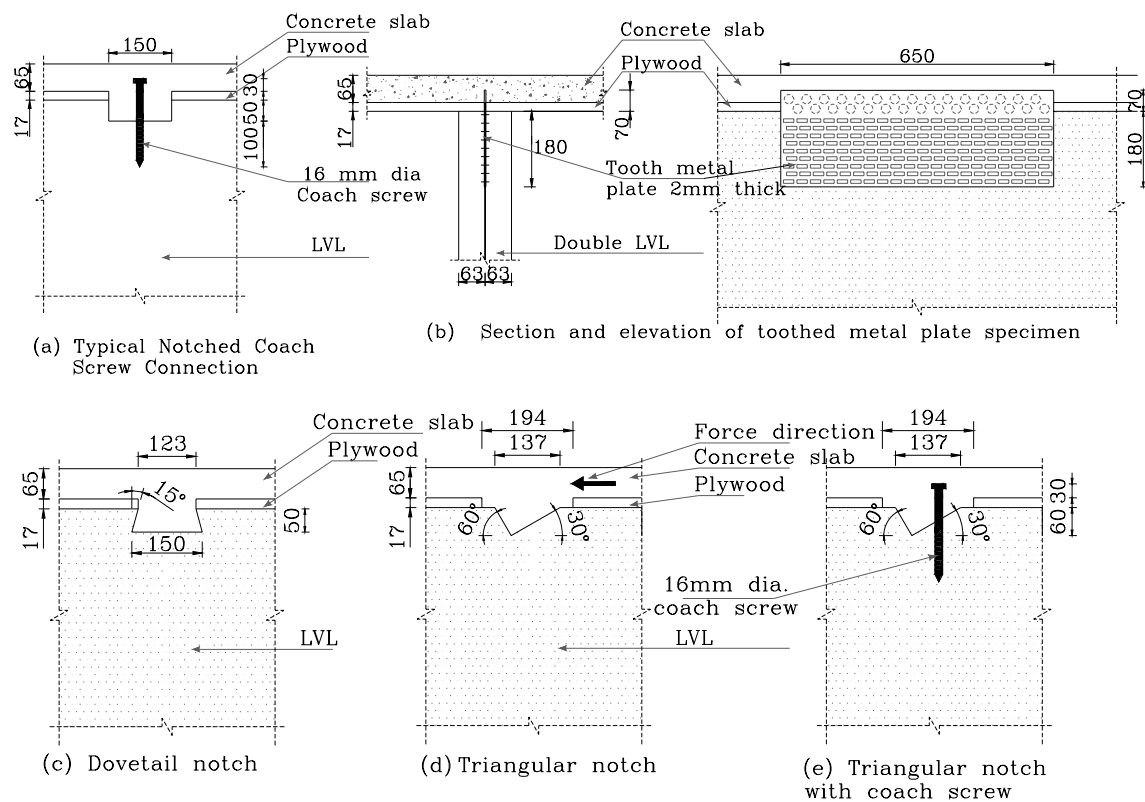 Concrete slab
Plywood
150
65
17
30
50
100
16 mm dia
Coach screw
LVL
(a) Typical Notched Coach
Screw Connection
Concrete slab
Plywood
65
17
70
180
Tooth metal
plate 2mm thick
Double LVL
63 63
650
70
180
(b) Section and elevation of toothed metal plate specimen
Concrete slab
Plywood
123
65
17
15°
50
150
LVL
(c) Dovetail notch
194
137
Force direction
Concrete slab
Plywood
65
17
60°
30°
LVL
(d) Triangular notch
194
137
65
17
60°
30°
30
60
16mm dia.
coach screw
(e) Triangular notch
with coach screw